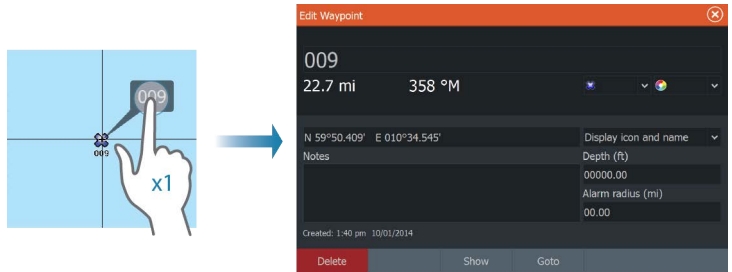 009
009
x1
Edit Waypoint
009
22.7 mi 358 °M
N 59°50.409' E 010°34.545' Display icon and name
Notes Depth (ft)
00000.00
Alarm radius (mi)
00.00
Created: 1:40 pm 10/01/2014
Delete Show Goto